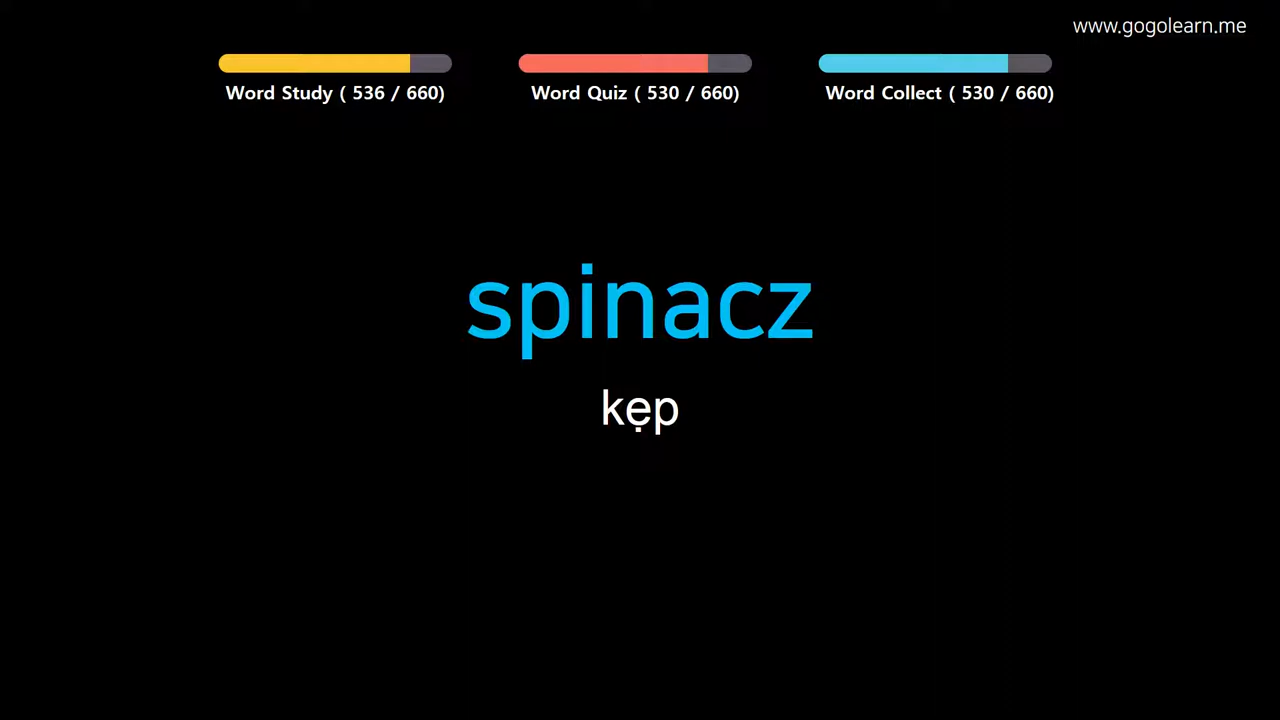 www.gogolearn.me
Word Study ( 536 / 660)
Word Quiz ( 530 / 660)
Word Collect ( 530 / 660)
spinacz
kẹp